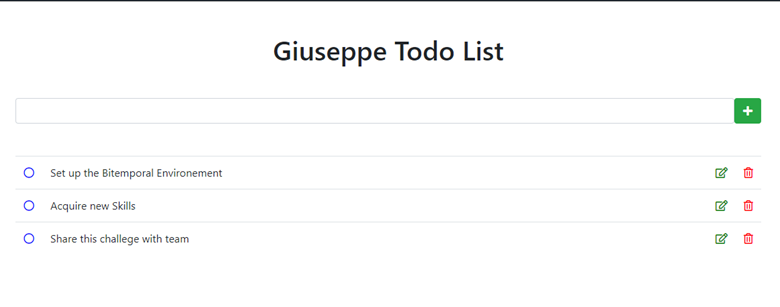 Giuseppe Todo List
Set up the Bitemporal Environement
Acquire new Skills
Share this challege with team